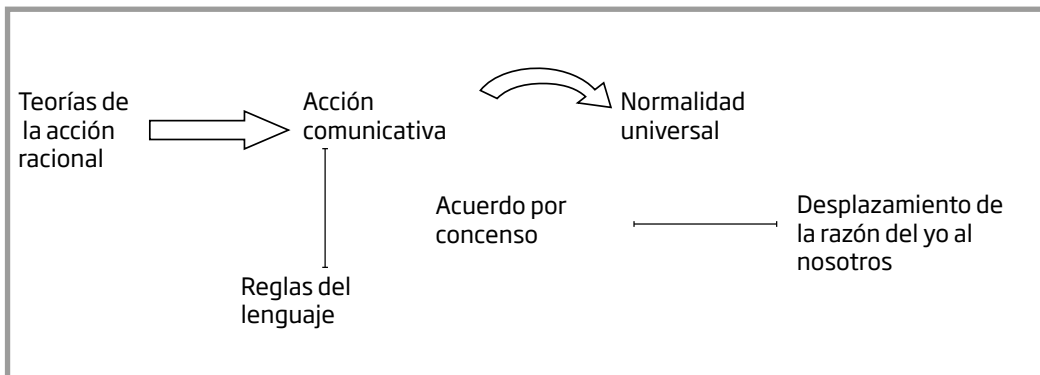 Teorías de
la acción
racional
Acción
comunicativa
Normalidad
universal
Acuerdo por
concenso
Desplazamiento de
la razón del yo al
nosotros
Reglas del
lenguaje